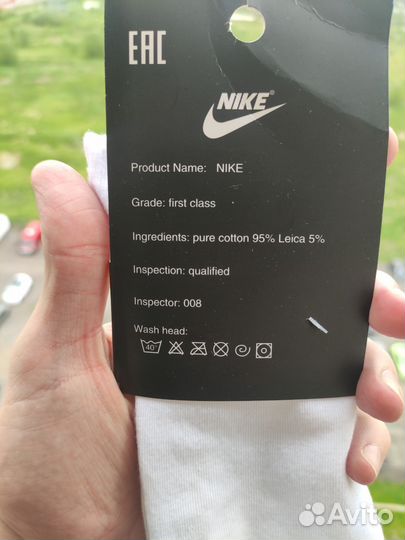 EAC
NIKE®
Product Name: NIKE
Grade: first class
Ingredients: pure cotton 95% Leica 5%
Inspection: qualified
Inspector: 008
Wash head:
40
Avito